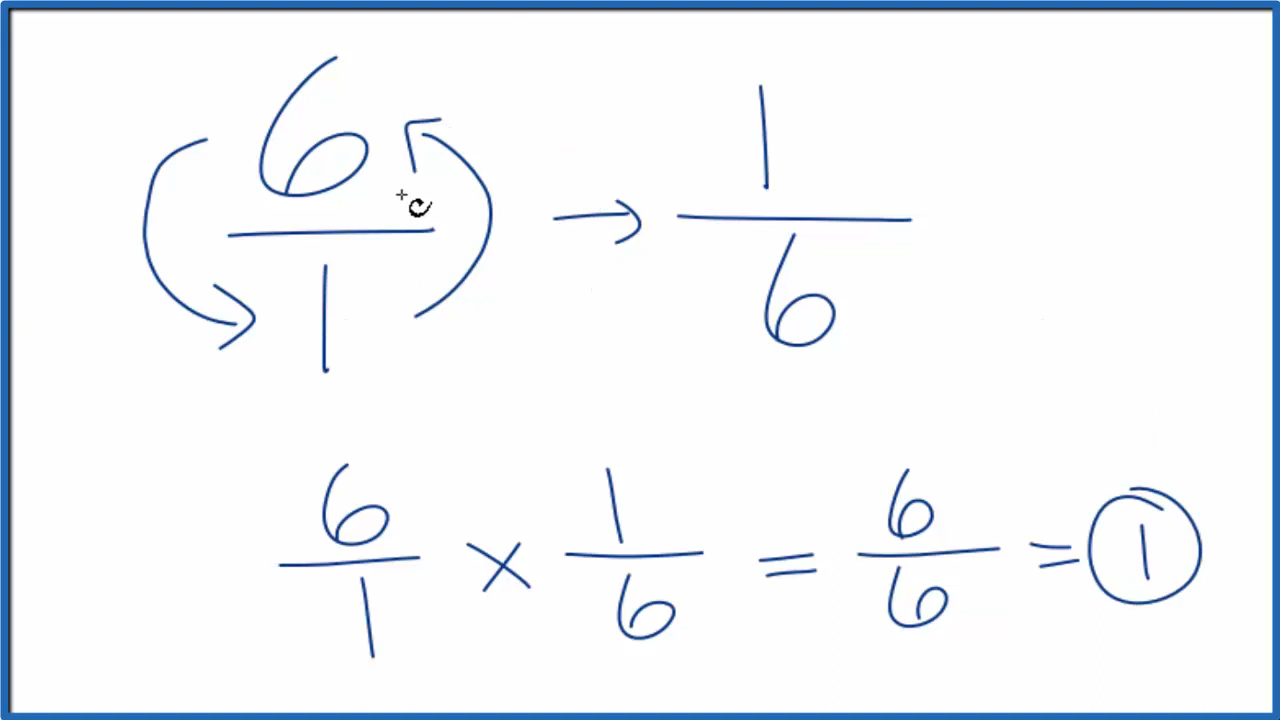 6/1 → 1/6
6/1 × 1/6 = 6/6 = 1